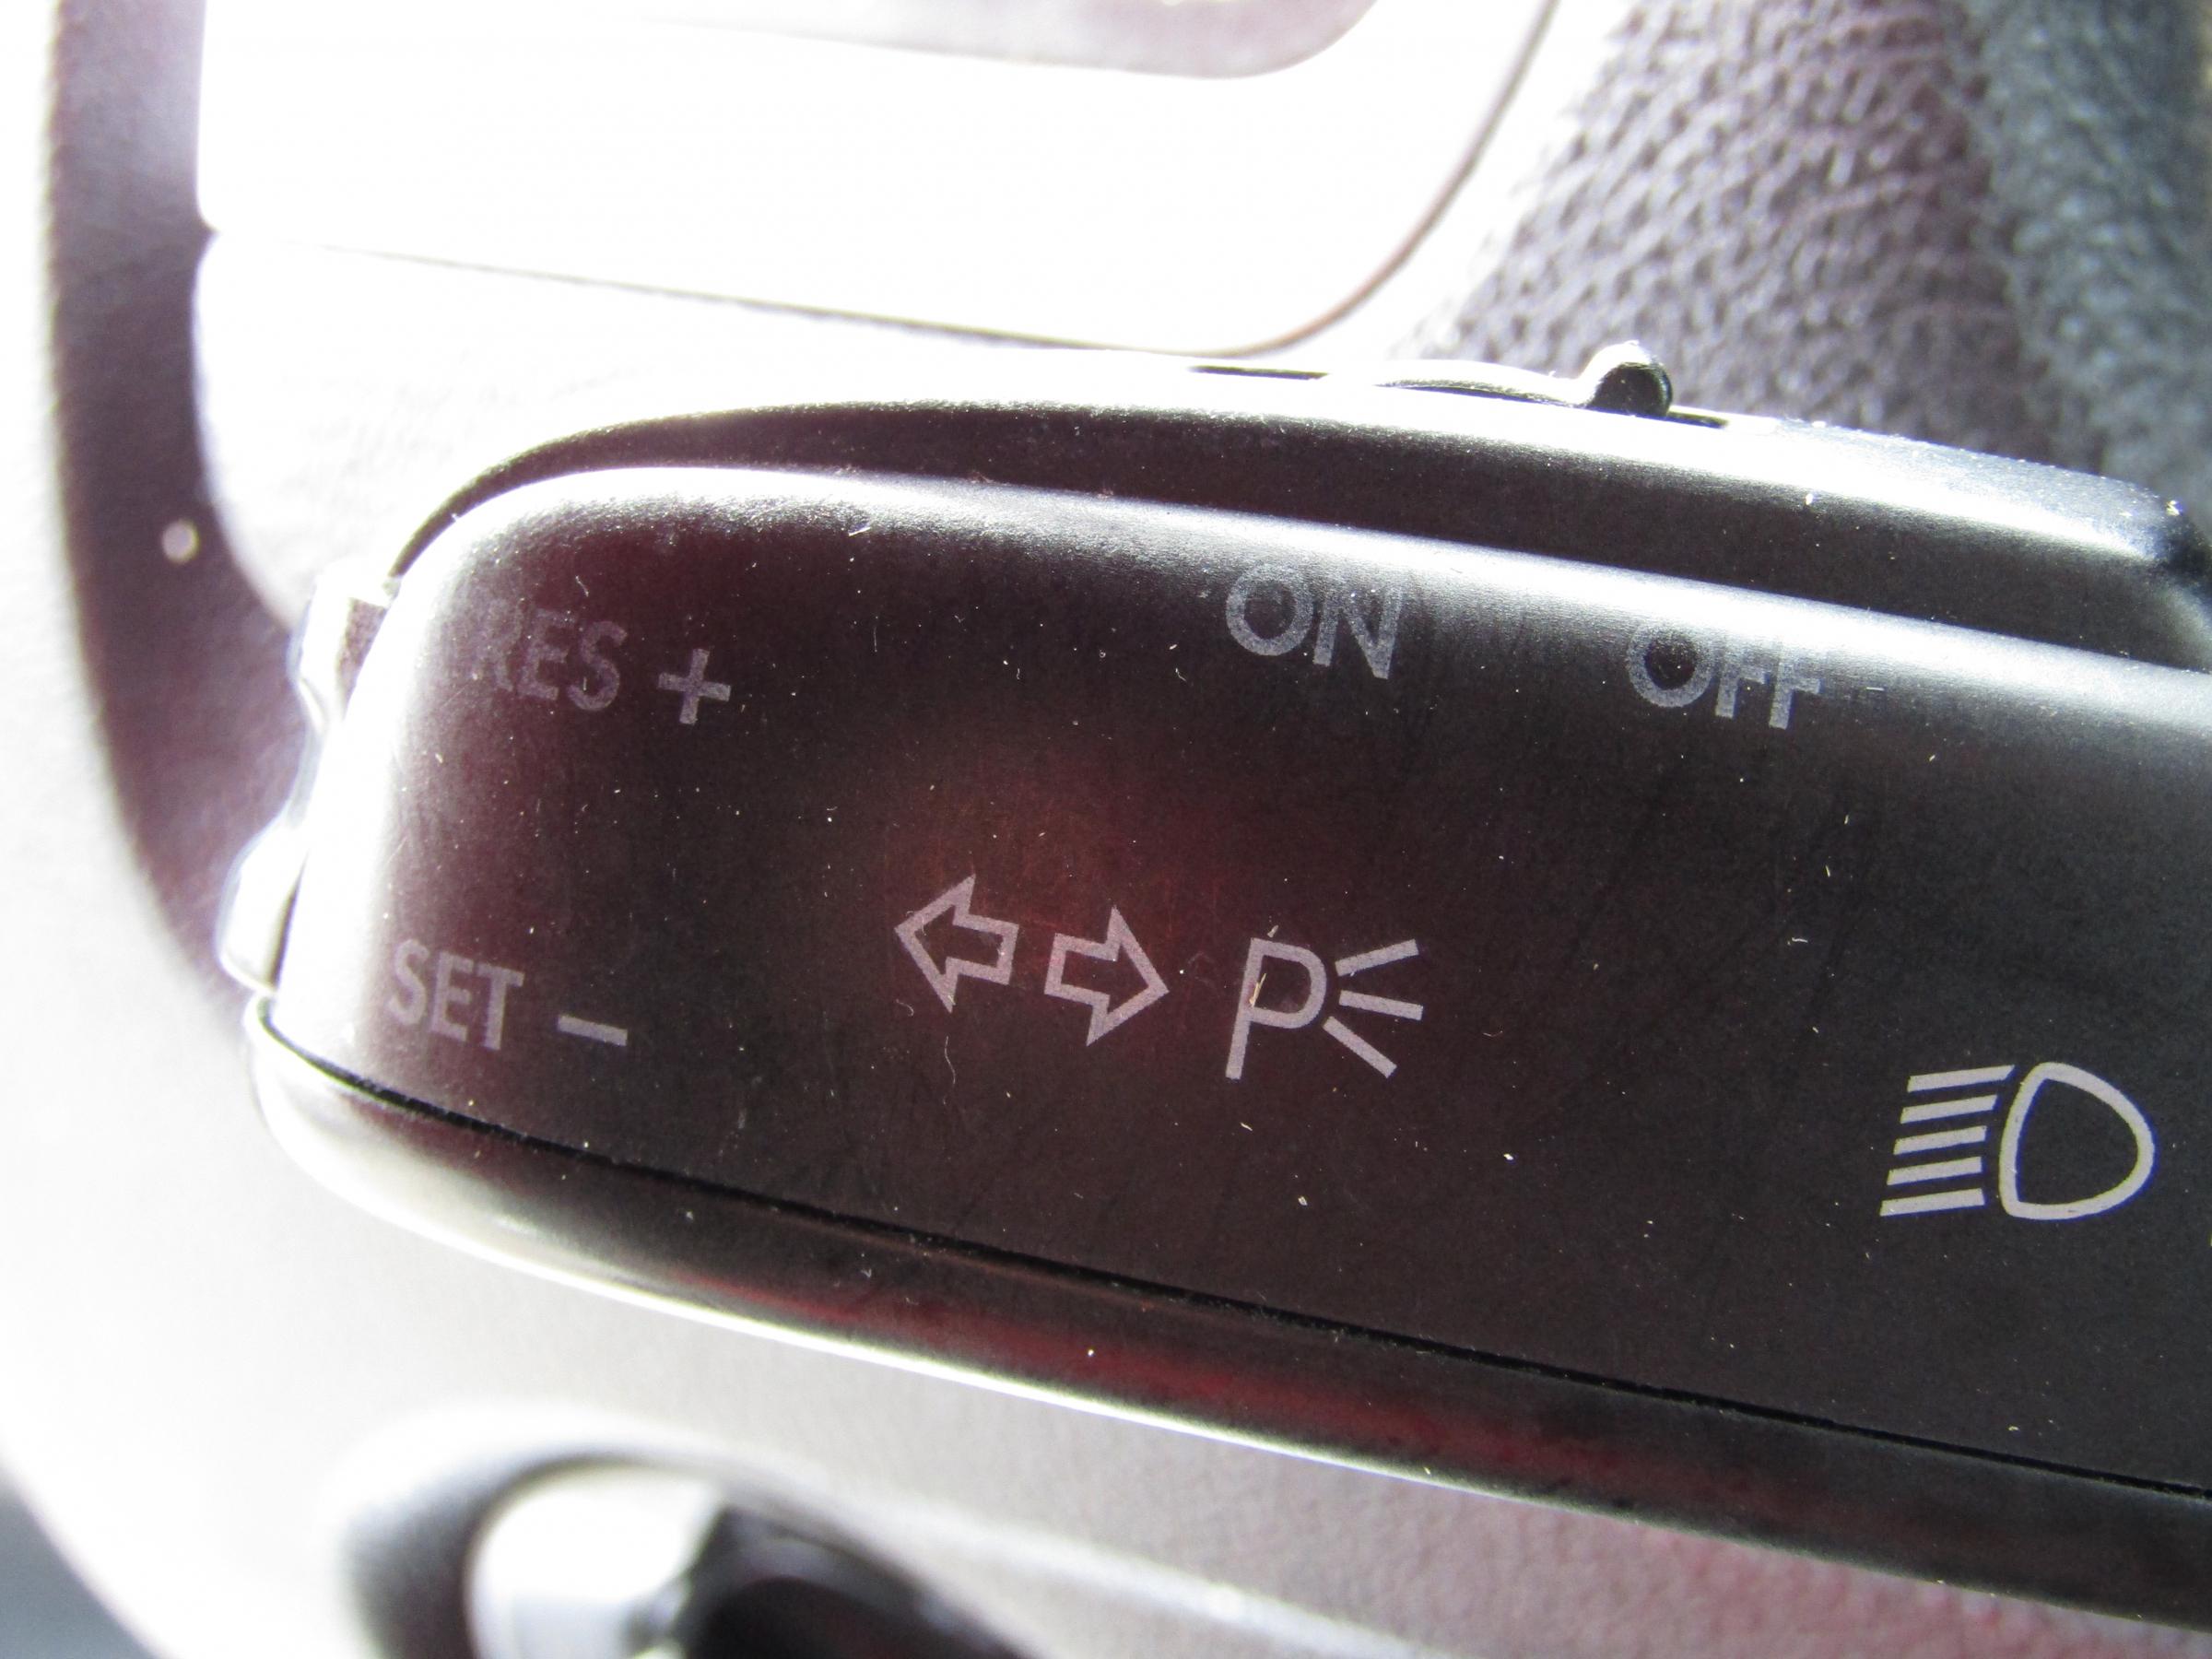 RES +
ON OFF
SET –
P